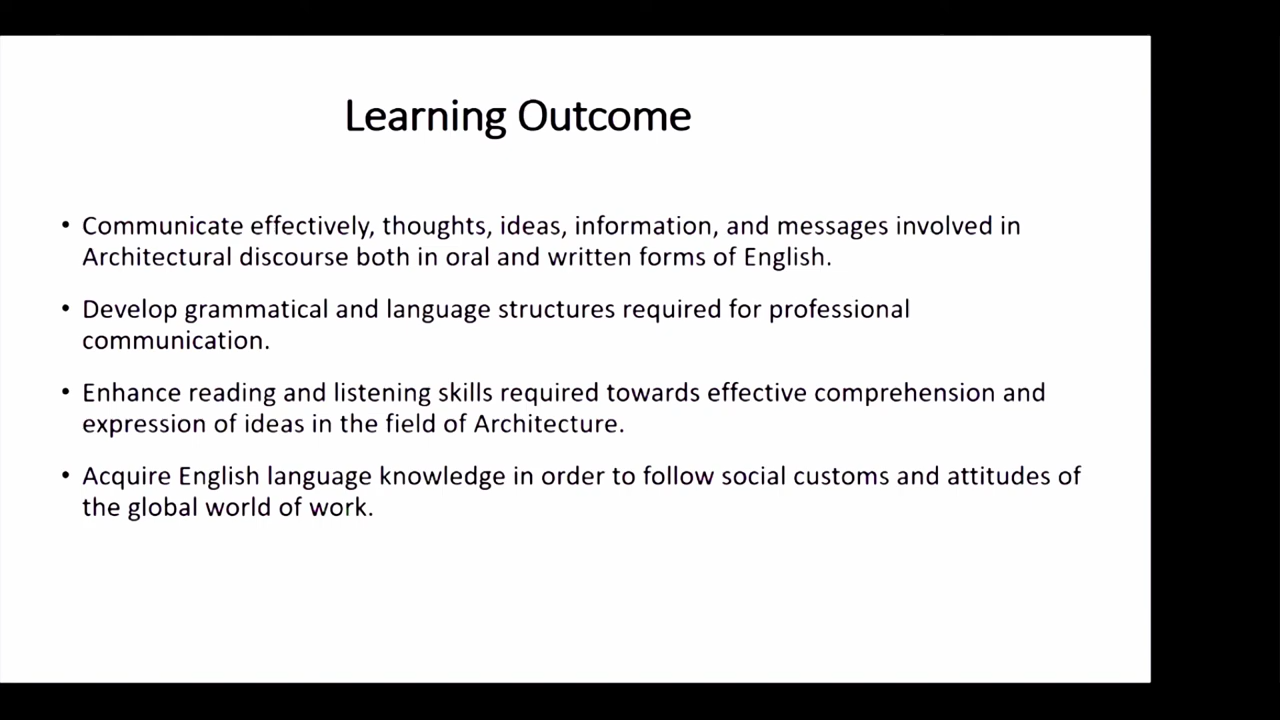 Learning Outcome
• Communicate effectively, thoughts, ideas, information, and messages involved in
Architectural discourse both in oral and written forms of English.
• Develop grammatical and language structures required for professional
communication.
• Enhance reading and listening skills required towards effective comprehension and
expression of ideas in the field of Architecture.
• Acquire English language knowledge in order to follow social customs and attitudes of
the global world of work.